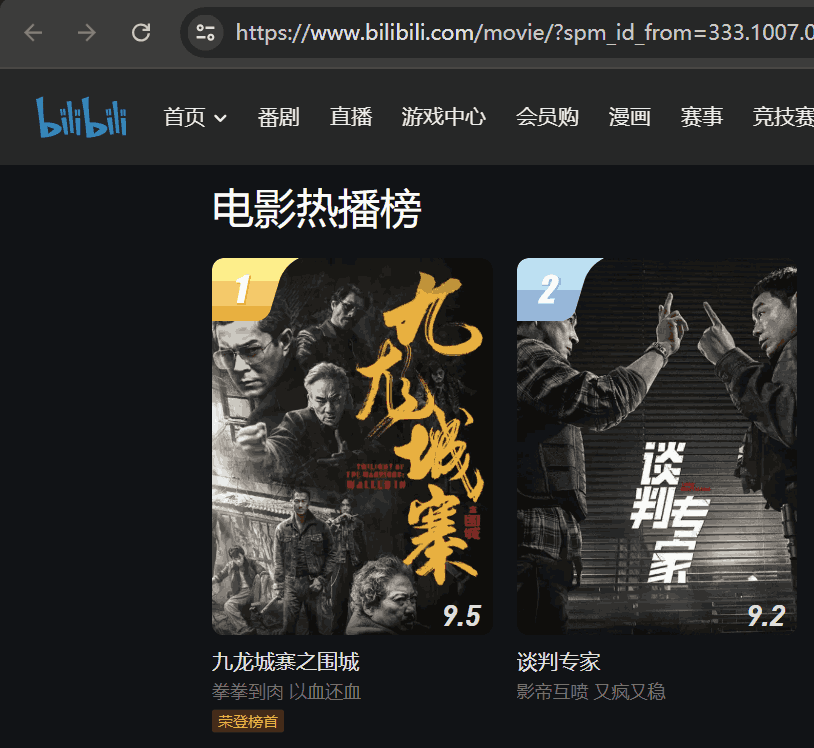 https://www.bilibili.com/movie/?spm_id_from=333.1007.0
bilibili
首页 番剧 直播 游戏中心 会员购 漫画 赛事 竞技赛
电影热播榜
1
九龙城寨
TWILIGHT OF
THE WARRIORS:
WALLED IN
之围城
9.5
九龙城寨之围城
拳拳到肉 以血还血
荣登榜首
2
谈判专家
9.2
谈判专家
影帝互喷 又疯又稳